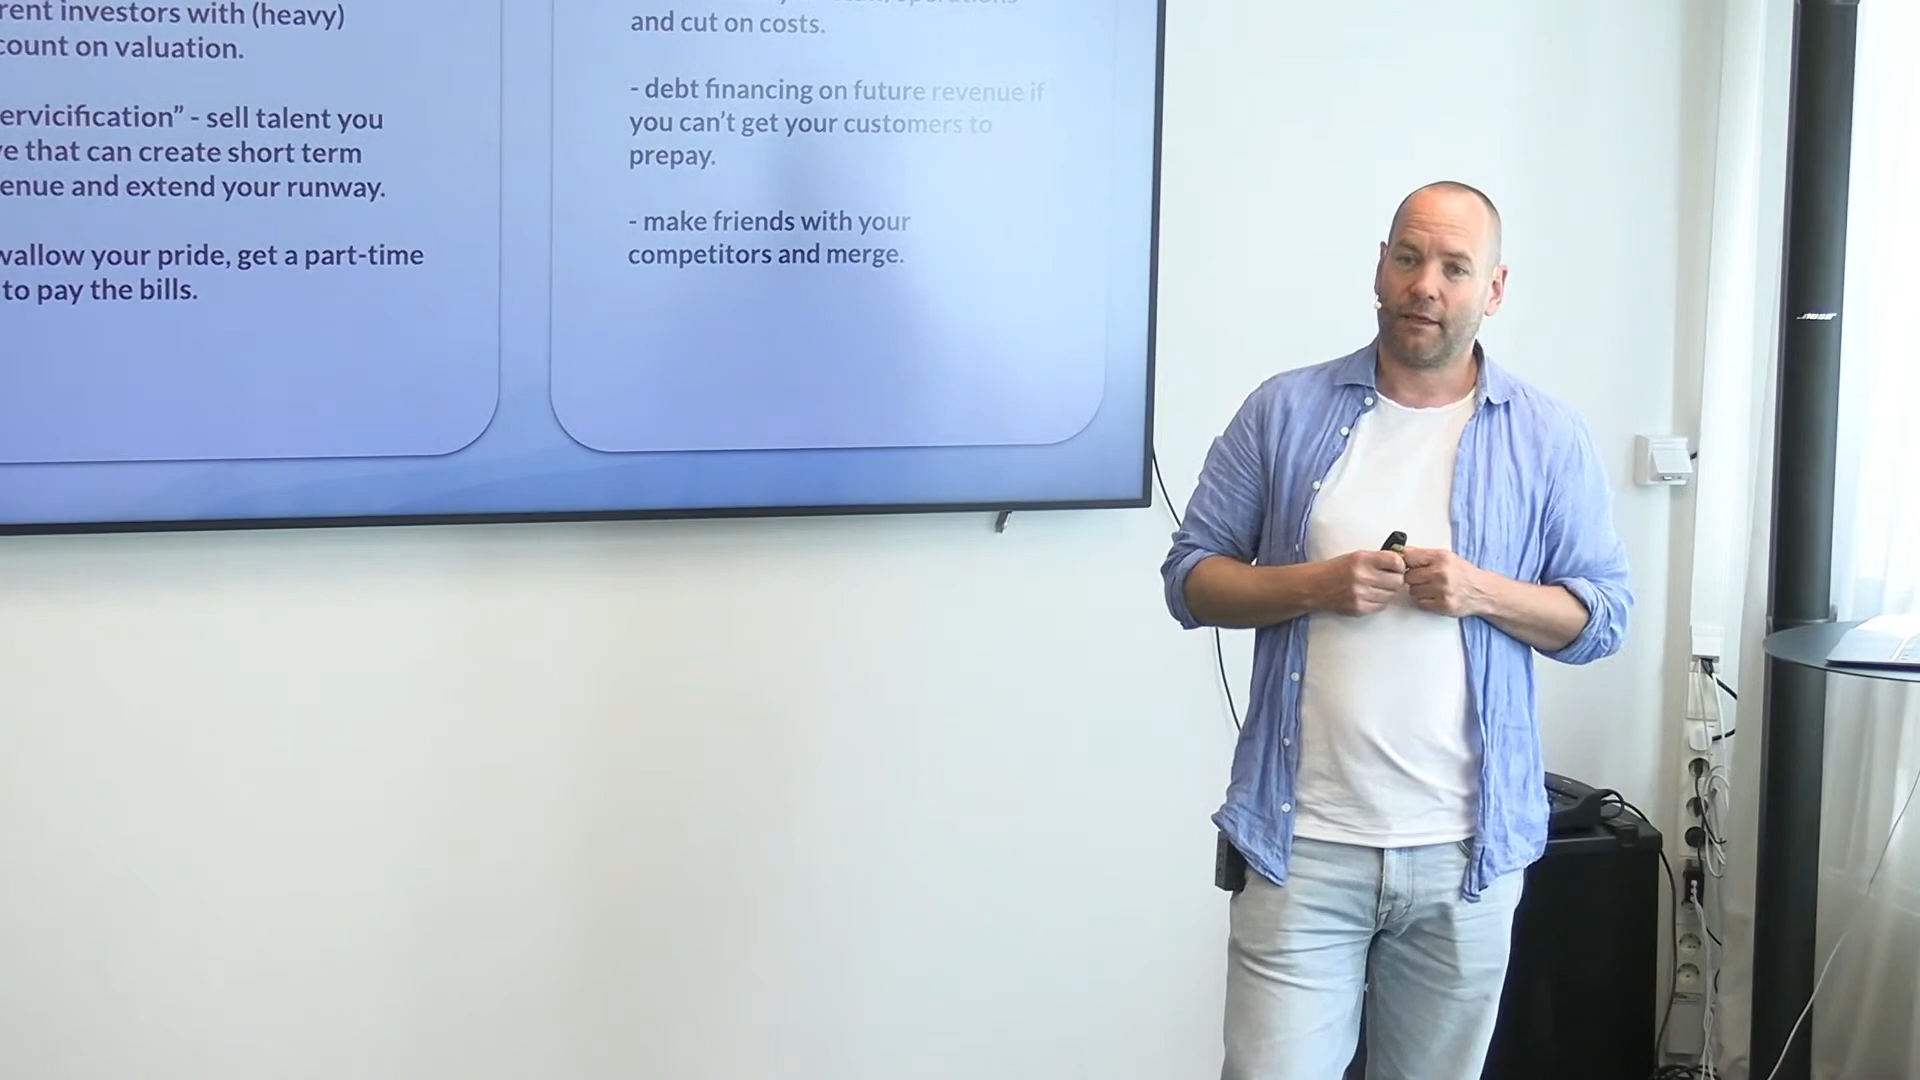 rent investors with (heavy)
count on valuation.
ervicification” - sell talent you
e that can create short term
enue and extend your runway.
wallow your pride, get a part-time
to pay the bills.
and cut on costs.
- debt financing on future revenue if
you can’t get your customers to
prepay.
- make friends with your
competitors and merge.